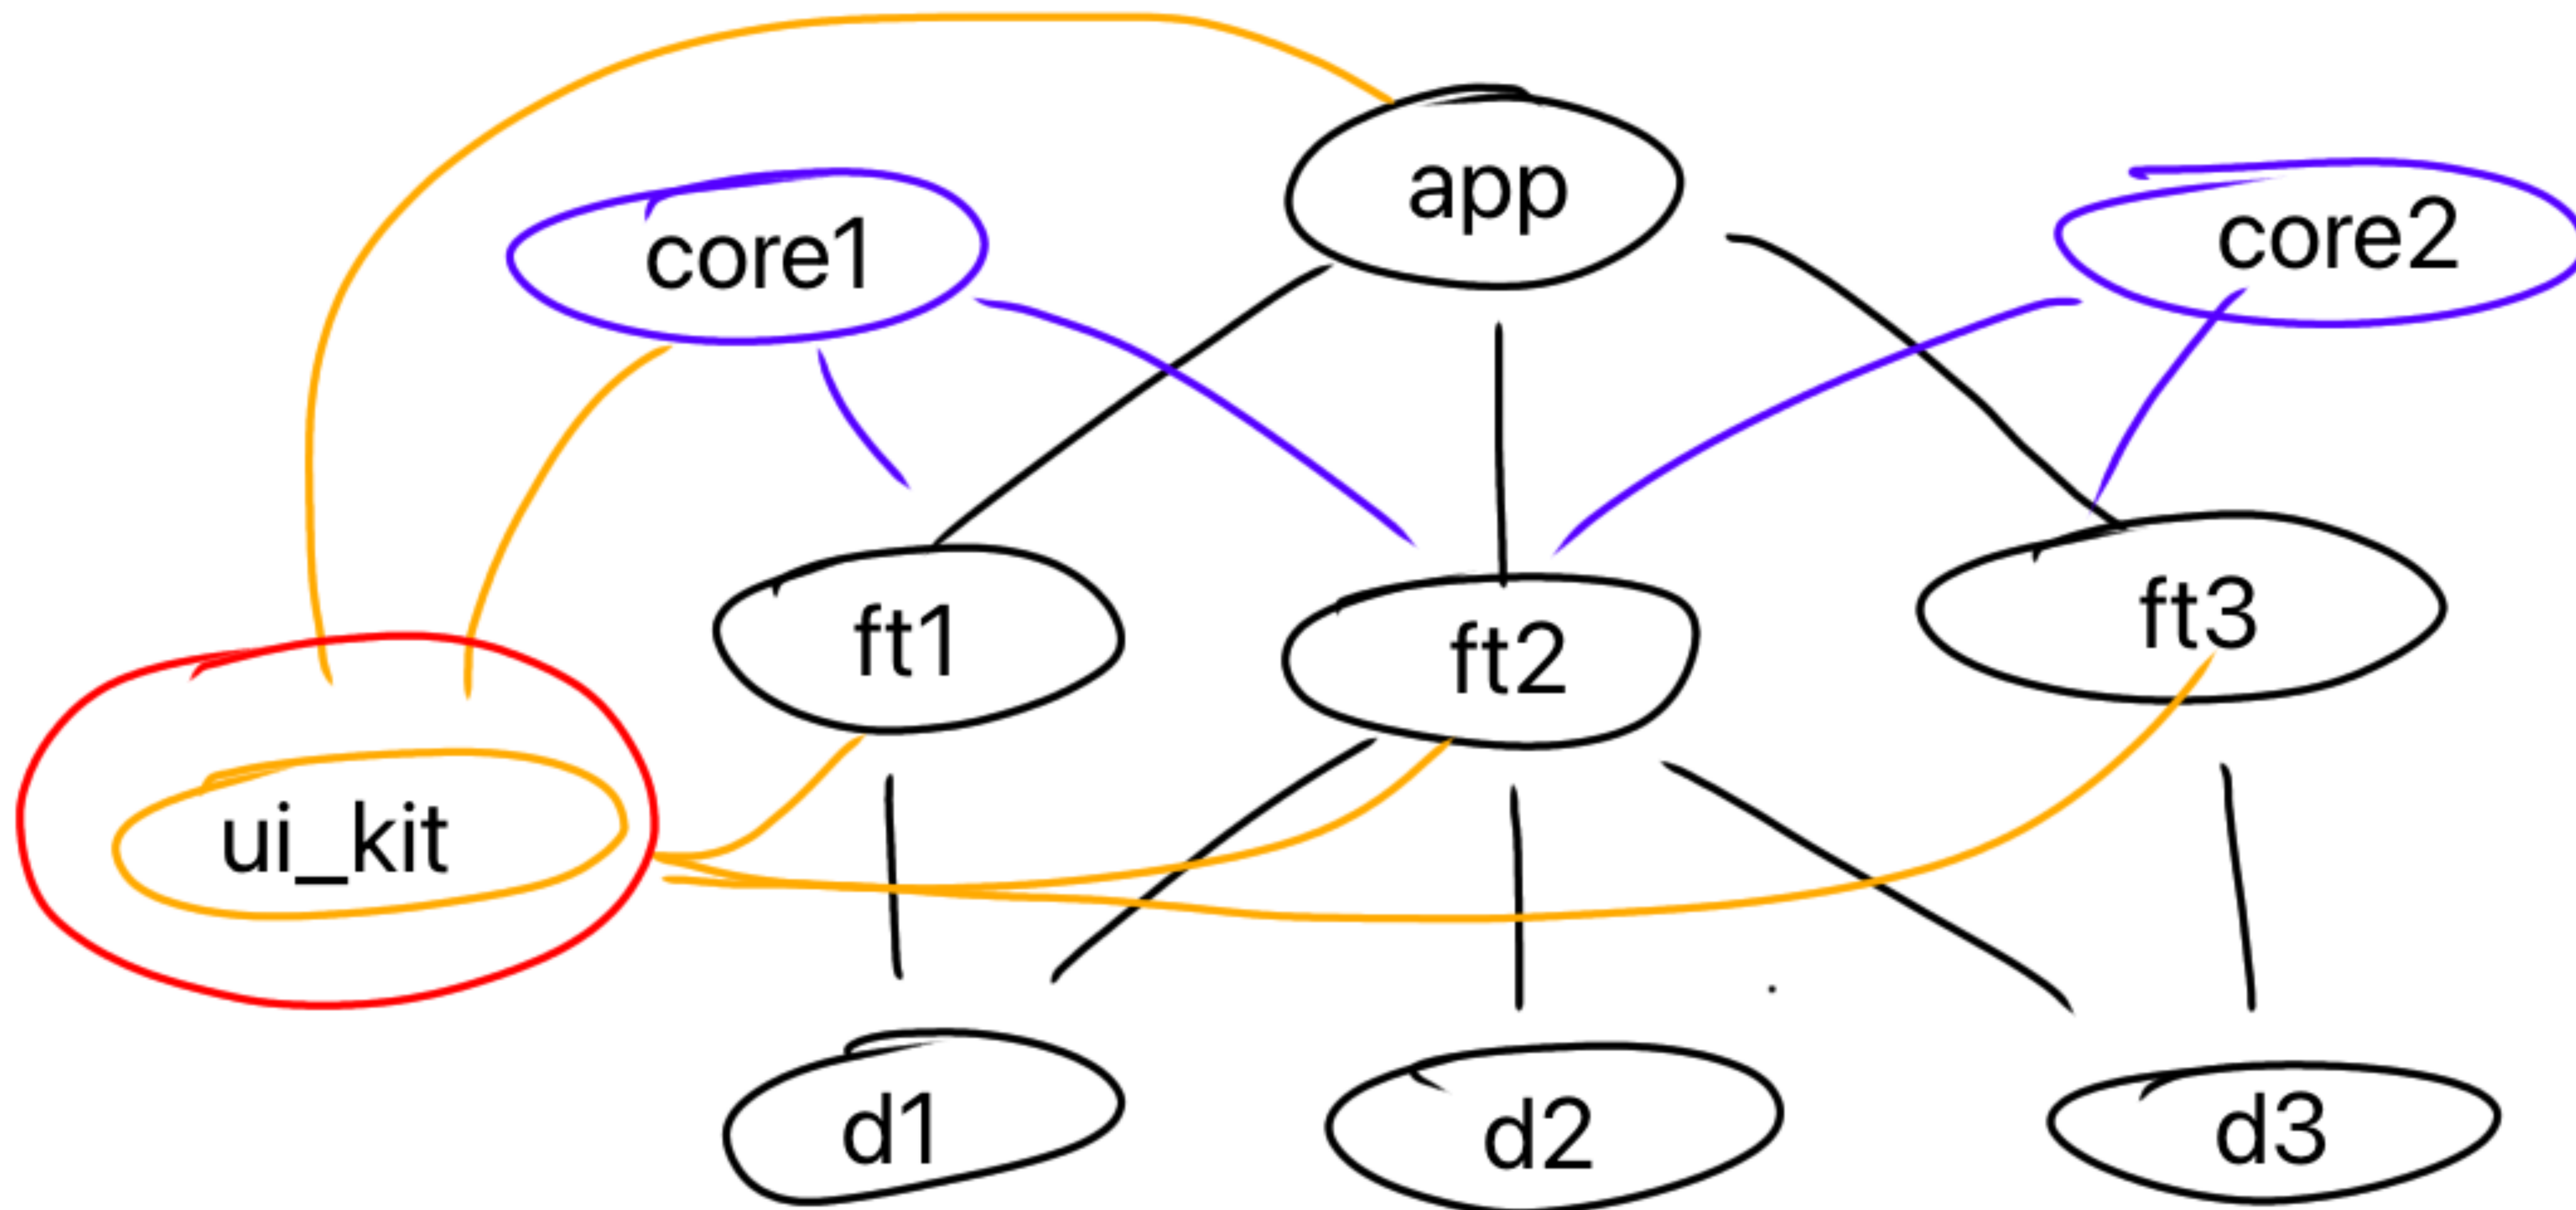 app
core1
core2
ft1
ft2
ft3
ui_kit
d1
d2
d3